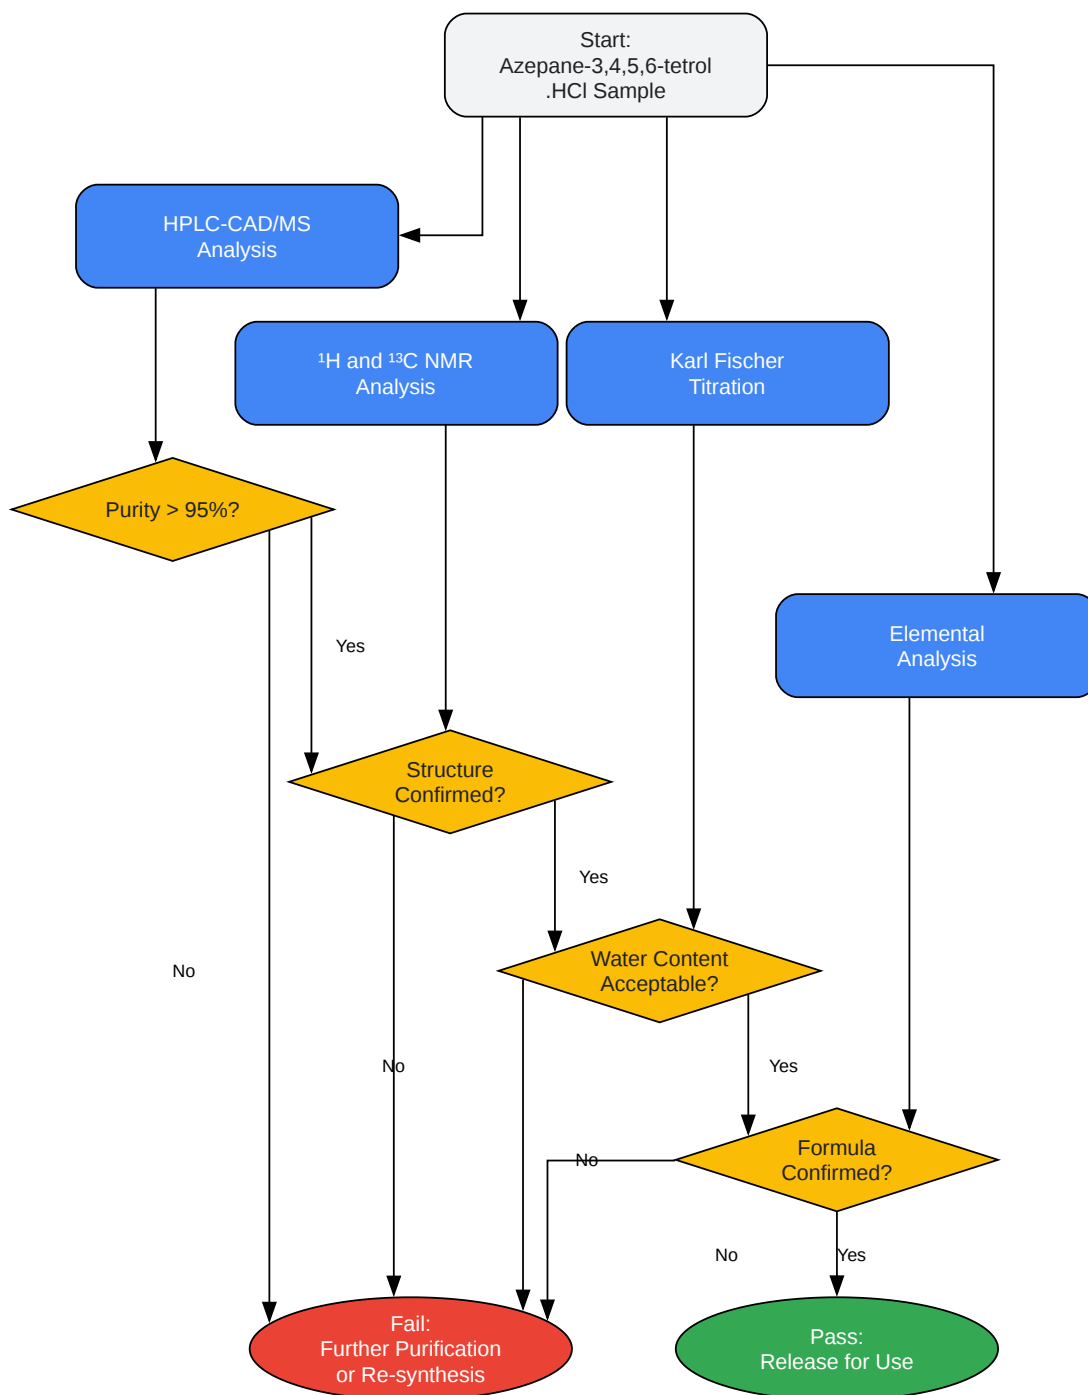 Start:
Azepane-3,4,5,6-tetrol
.HCl Sample
HPLC-CAD/MS
Analysis
¹H and ¹³C NMR
Analysis
Karl Fischer
Titration
Purity > 95%?
Elemental
Analysis
Yes
Structure
Confirmed?
Yes
Water Content
Acceptable?
No
No
Yes
Formula
Confirmed?
No
No
Yes
Fail:
Further Purification
or Re-synthesis
Pass:
Release for Use